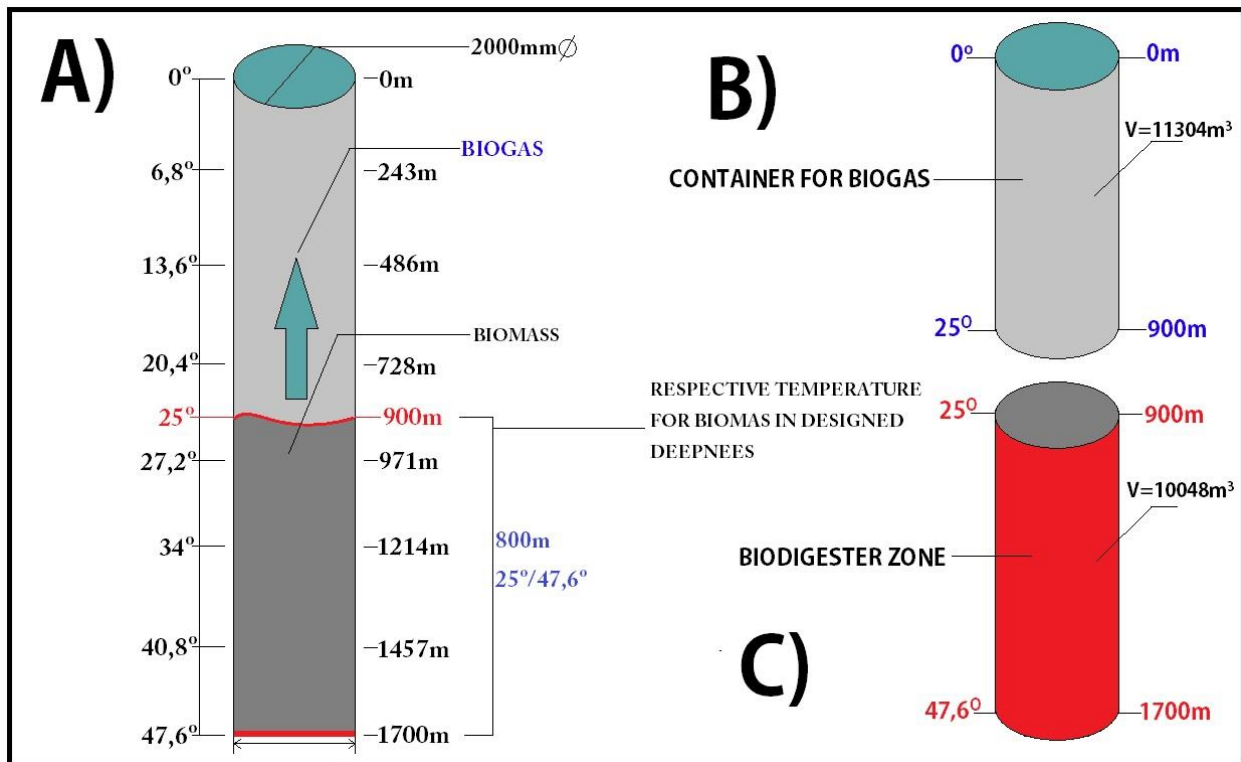 A)
2000mm∅
0º
–0m
BIOGAS
6,8º
–243m
13,6º
–486m
BIOMASS
20,4º
–728m
25º
–900m
27,2º
–971m
34º
–1214m
40,8º
–1457m
47,6º
–1700m
RESPECTIVE TEMPERATURE
FOR BIOMAS IN DESIGNED
DEEPNEES
800m
25º/47,6º
B)
0º
0m
V=11304m³
CONTAINER FOR BIOGAS
25º
900m
25º
900m
V=10048m³
BIODIGESTER ZONE
C)
47,6º
1700m